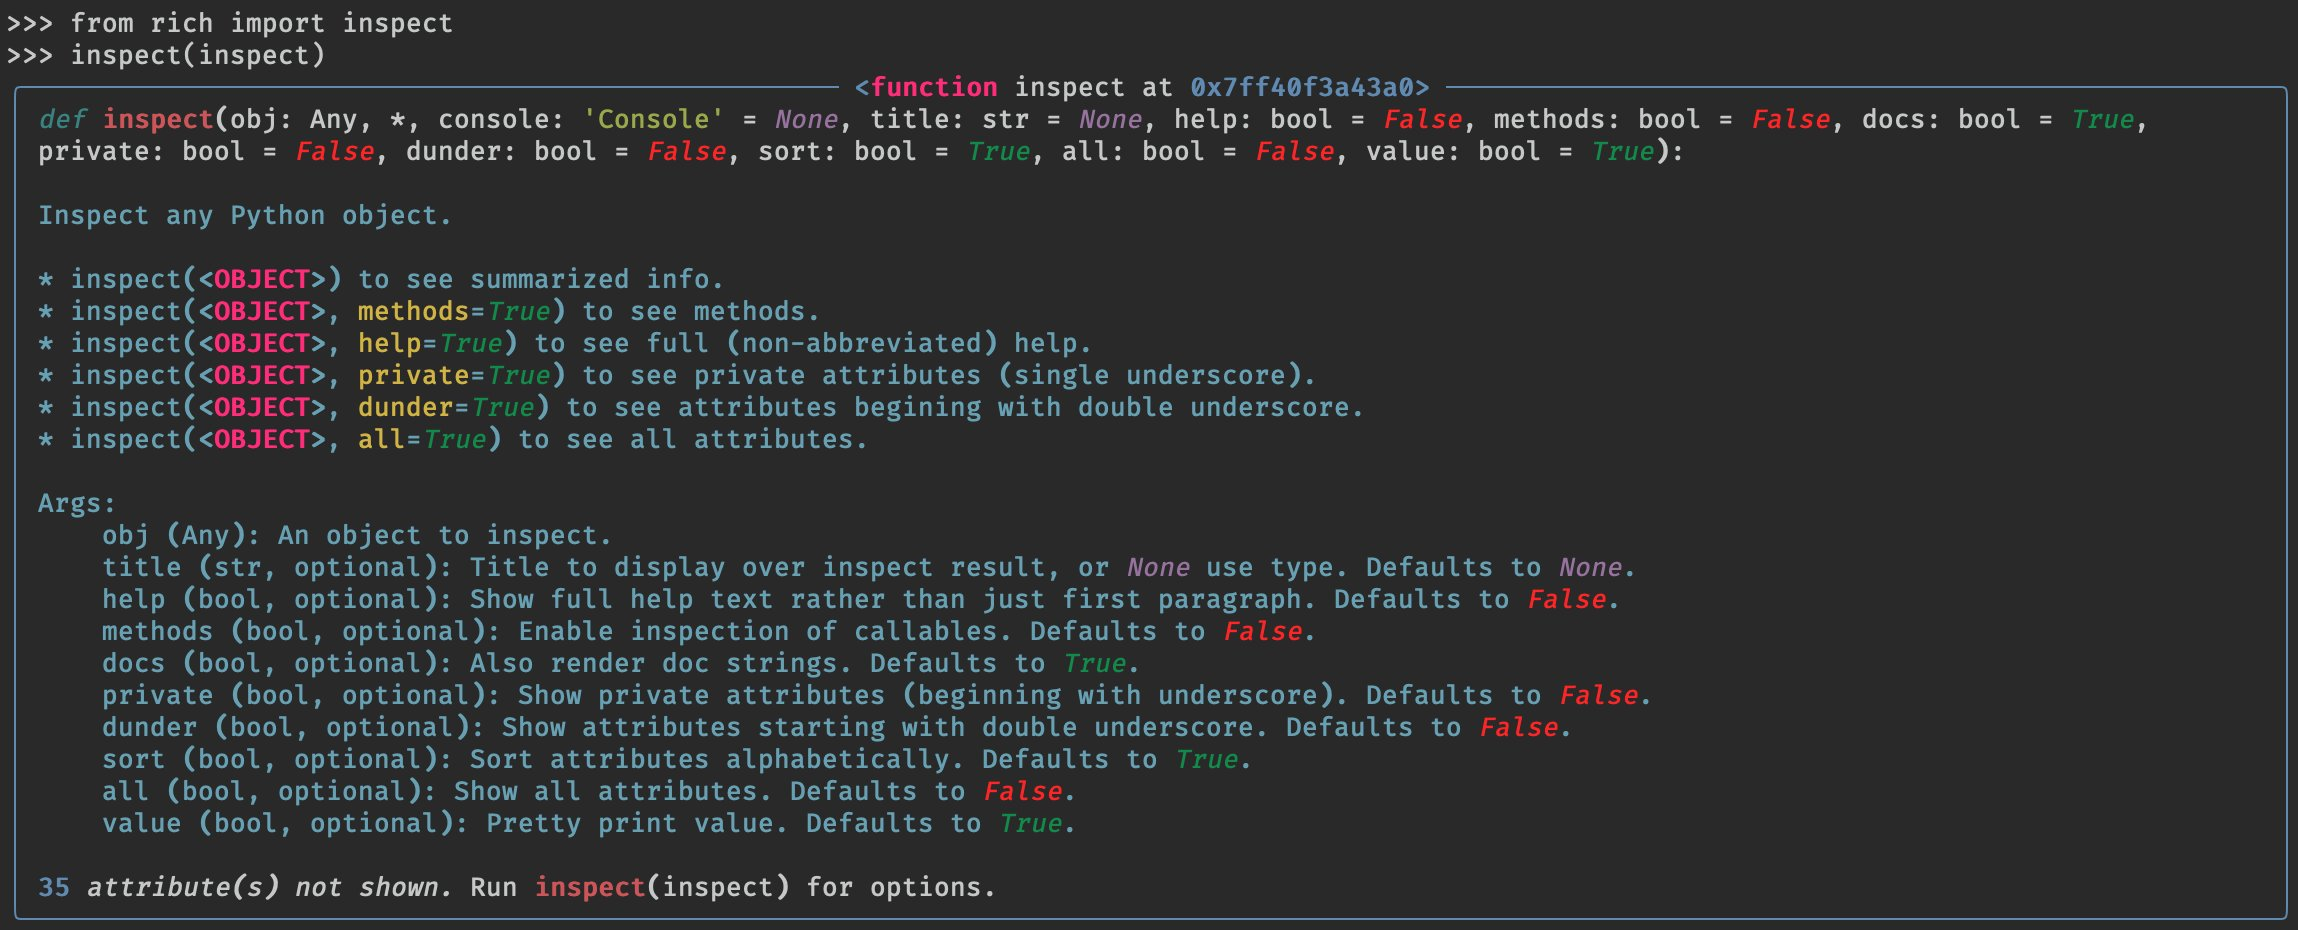 >>> from rich import inspect
>>> inspect(inspect)
<function inspect at 0x7ff40f3a43a0>
def inspect(obj: Any, *, console: 'Console' = None, title: str = None, help: bool = False, methods: bool = False, docs: bool = True,
private: bool = False, dunder: bool = False, sort: bool = True, all: bool = False, value: bool = True):
Inspect any Python object.
* inspect(<OBJECT>) to see summarized info.
* inspect(<OBJECT>, methods=True) to see methods.
* inspect(<OBJECT>, help=True) to see full (non-abbreviated) help.
* inspect(<OBJECT>, private=True) to see private attributes (single underscore).
* inspect(<OBJECT>, dunder=True) to see attributes begining with double underscore.
* inspect(<OBJECT>, all=True) to see all attributes.
Args:
obj (Any): An object to inspect.
title (str, optional): Title to display over inspect result, or None use type. Defaults to None.
help (bool, optional): Show full help text rather than just first paragraph. Defaults to False.
methods (bool, optional): Enable inspection of callables. Defaults to False.
docs (bool, optional): Also render doc strings. Defaults to True.
private (bool, optional): Show private attributes (beginning with underscore). Defaults to False.
dunder (bool, optional): Show attributes starting with double underscore. Defaults to False.
sort (bool, optional): Sort attributes alphabetically. Defaults to True.
all (bool, optional): Show all attributes. Defaults to False.
value (bool, optional): Pretty print value. Defaults to True.
35 attribute(s) not shown. Run inspect(inspect) for options.